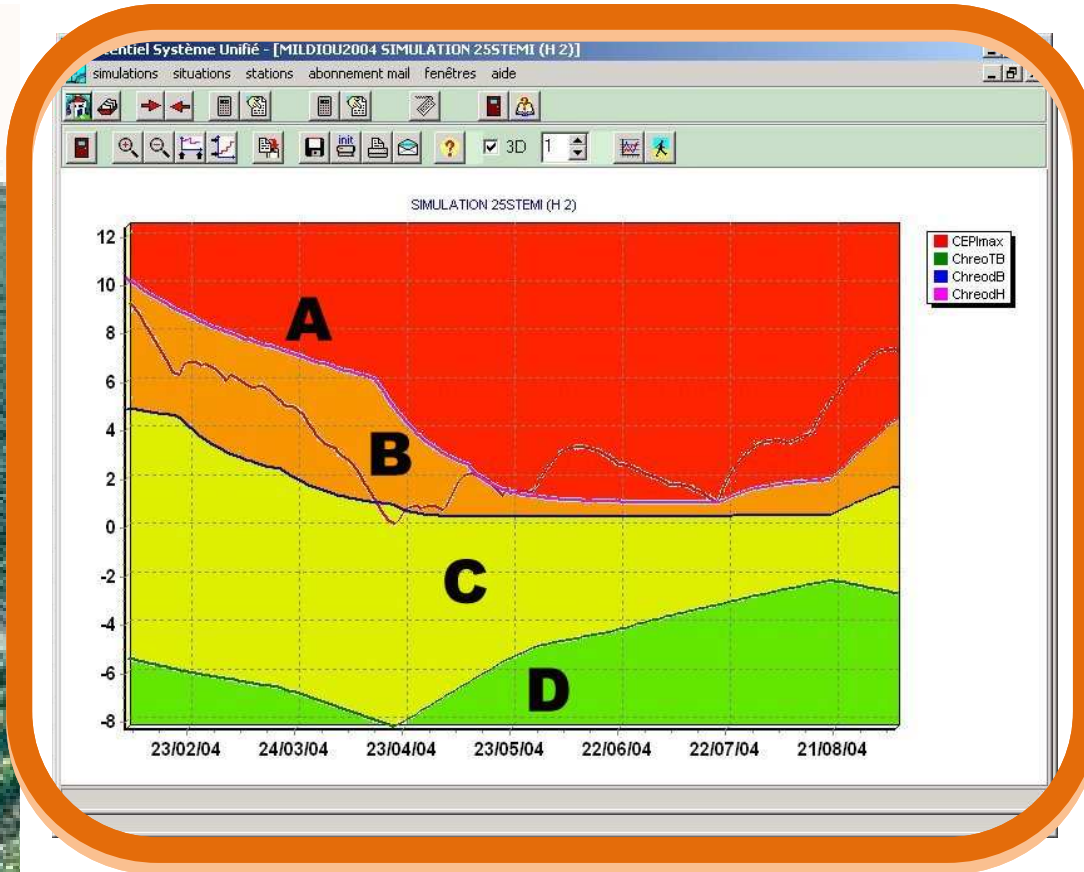 Système Unifié - [MILDIOU2004 SIMULATION 25STEMI (H 2)]
simulations situations stations abonnement mail fenêtres aide
init ? 3D 1
SIMULATION 25STEMI (H 2)
CEPImax
ChreoTB
ChreodB
ChreodH
12
10
8
6
4
2
0
-2
-4
-6
-8
A
B
C
D
23/02/04 24/03/04 23/04/04 23/05/04 22/06/04 22/07/04 21/08/04